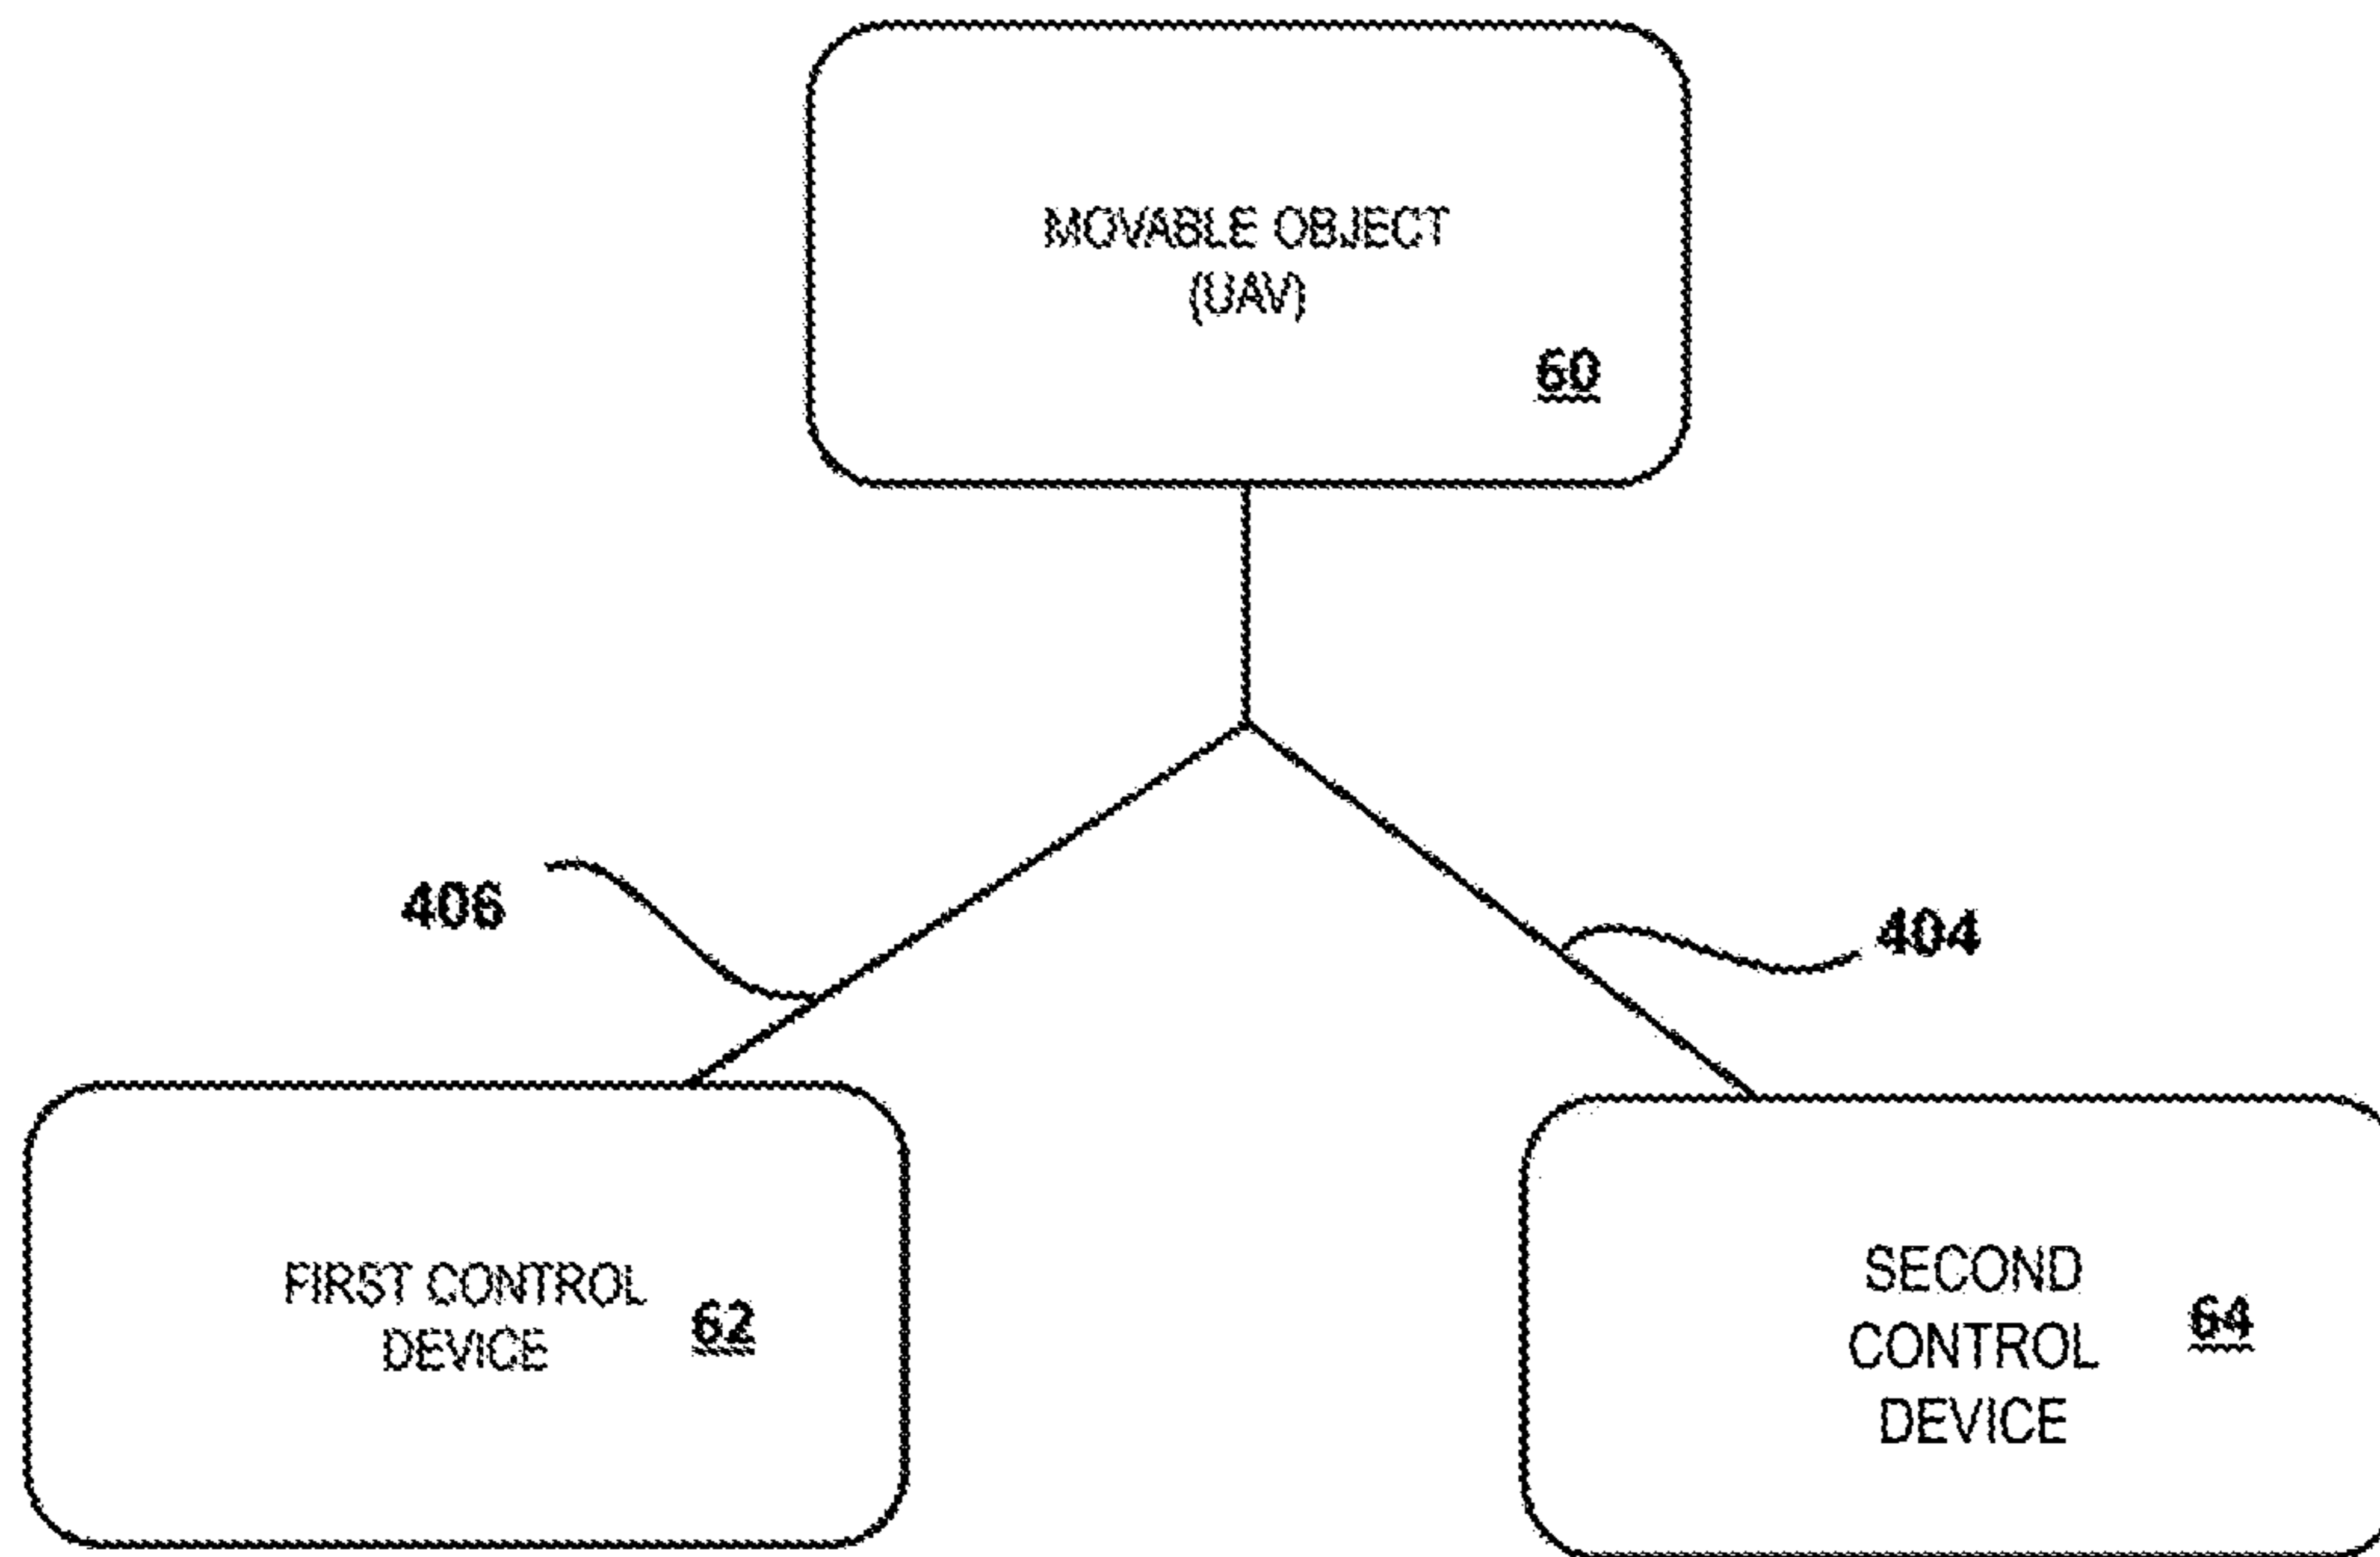 MOVABLE OBJECT
(UAV)
60
406
404
FIRST CONTROL
DEVICE
62
SECOND
CONTROL
DEVICE
64